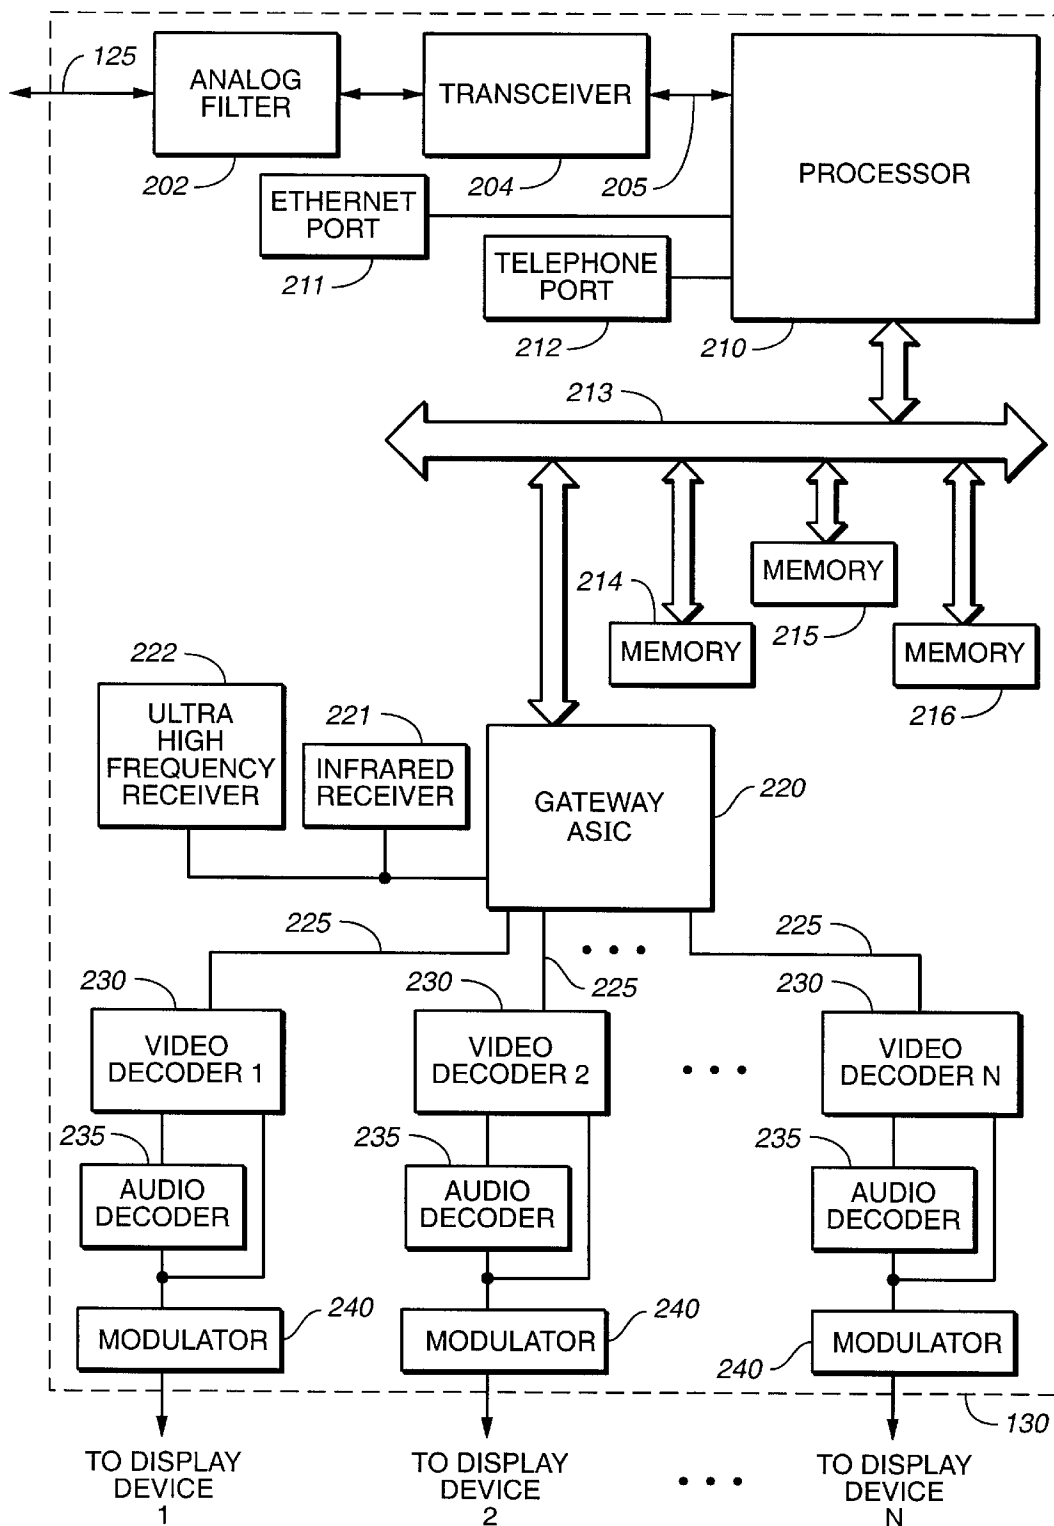 125
ANALOG
FILTER
202
TRANSCEIVER
204
205
PROCESSOR
210
ETHERNET
PORT
211
TELEPHONE
PORT
212
213
214
MEMORY
MEMORY
215
MEMORY
216
222
ULTRA
HIGH
FREQUENCY
RECEIVER
221
INFRARED
RECEIVER
GATEWAY
ASIC
220
225
225
225
230
VIDEO
DECODER 1
230
VIDEO
DECODER 2
230
VIDEO
DECODER N
235
AUDIO
DECODER
235
AUDIO
DECODER
235
AUDIO
DECODER
MODULATOR
240
MODULATOR
240
MODULATOR
240
130
TO DISPLAY
DEVICE
1
TO DISPLAY
DEVICE
2
TO DISPLAY
DEVICE
N